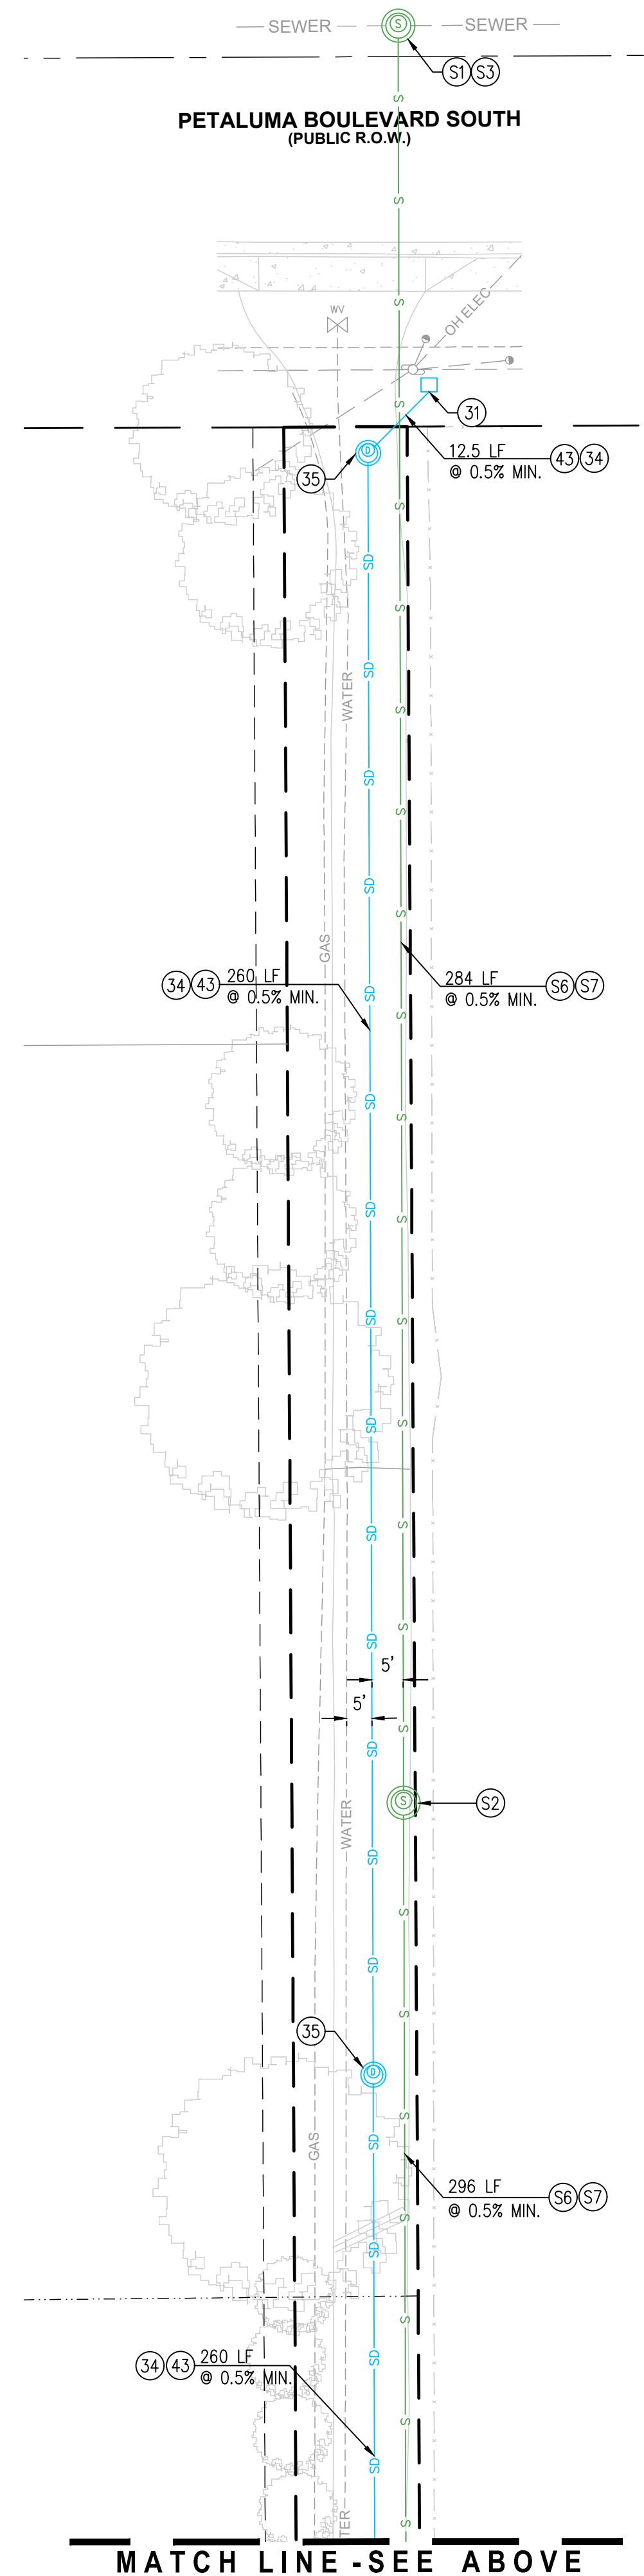 SEWER SEWER
S
S1 S3
S
PETALUMA BOULEVARD SOUTH
(PUBLIC R.O.W.)
S
S
WV
OH ELEC
31
S
12.5 LF 43 34
@ 0.5% MIN.
D
35
S
SD
S
SD
WATER
S
SD
S
SD
S
GAS
34 43 260 LF
@ 0.5% MIN.
284 LF S6 S7
@ 0.5% MIN.
SD
S
SD
S
SD
S
SD
S
SD
S
SD
S
SD
S
SD
5'
5'
S
SD
S
S2
WATER
SD
S
SD
S
35
D
S
SD
GAS
296 LF S6 S7
@ 0.5% MIN.
S
SD
S
34 43 260 LF
@ 0.5% MIN.
SD
S
SD
S
TER
MATCH LINE - SEE ABOVE